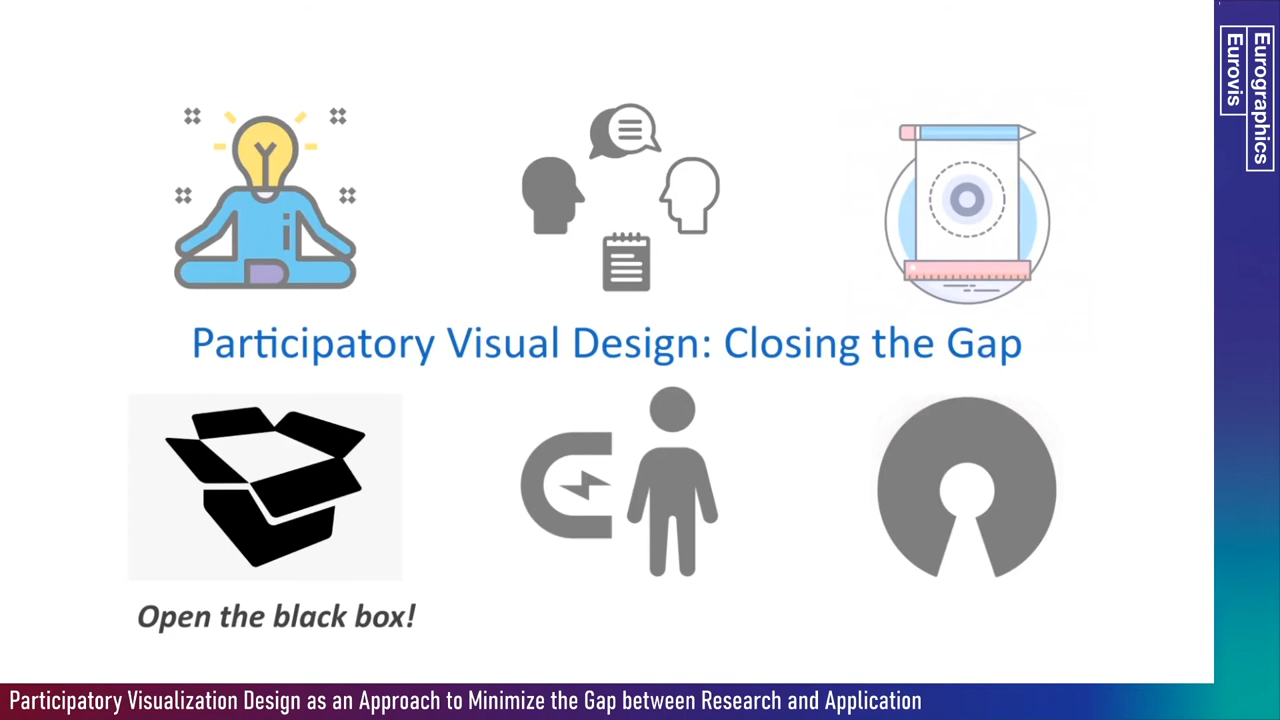 Participatory Visual Design: Closing the Gap
Open the black box!
Eurographics
Eurovis
Participatory Visualization Design as an Approach to Minimize the Gap between Research and Application